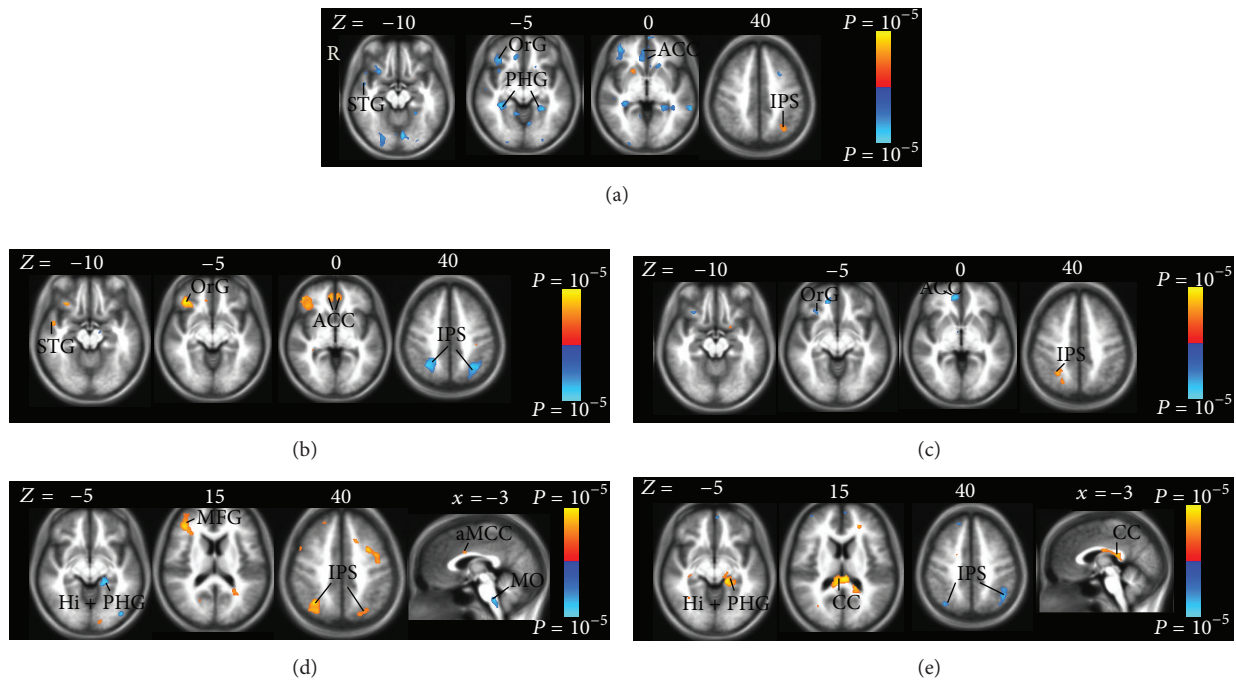 Z = −10 −5 0 40 P = 10−5
R OrG ACC
STG PHG IPS
P = 10−5
(a)
Z = −10 −5 0 40 P = 10−5
OrG
STG ACC IPS
P = 10−5
(b)
Z = −10 −5 0 40 P = 10−5
OrG ACC
IPS
P = 10−5
(c)
Z = −5 15 40 x = −3 P = 10−5
MFG aMCC
Hi + PHG IPS MO
P = 10−5
(d)
Z = −5 15 40 x = −3 P = 10−5
CC
Hi + PHG CC IPS
P = 10−5
(e)